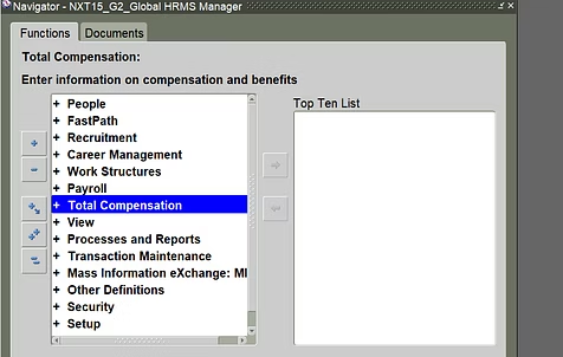 Navigator - NXT15_G2_Global HRMS Manager
Functions
Documents
Total Compensation:
Enter information on compensation and benefits
Top Ten List
+ People
+ FastPath
+ Recruitment
+ Career Management
+ Work Structures
+ Payroll
+ Total Compensation
+ View
+ Processes and Reports
+ Transaction Maintenance
+ Mass Information eXchange: MI
+ Other Definitions
+ Security
+ Setup